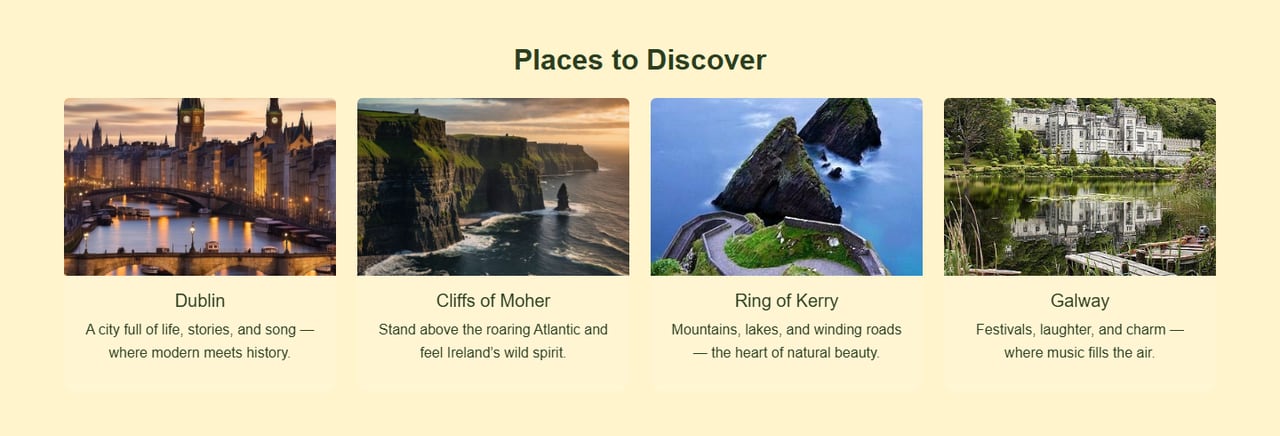 Places to Discover
Dublin
A city full of life, stories, and song —
where modern meets history.
Cliffs of Moher
Stand above the roaring Atlantic and
feel Ireland’s wild spirit.
Ring of Kerry
Mountains, lakes, and winding roads
— the heart of natural beauty.
Galway
Festivals, laughter, and charm —
where music fills the air.